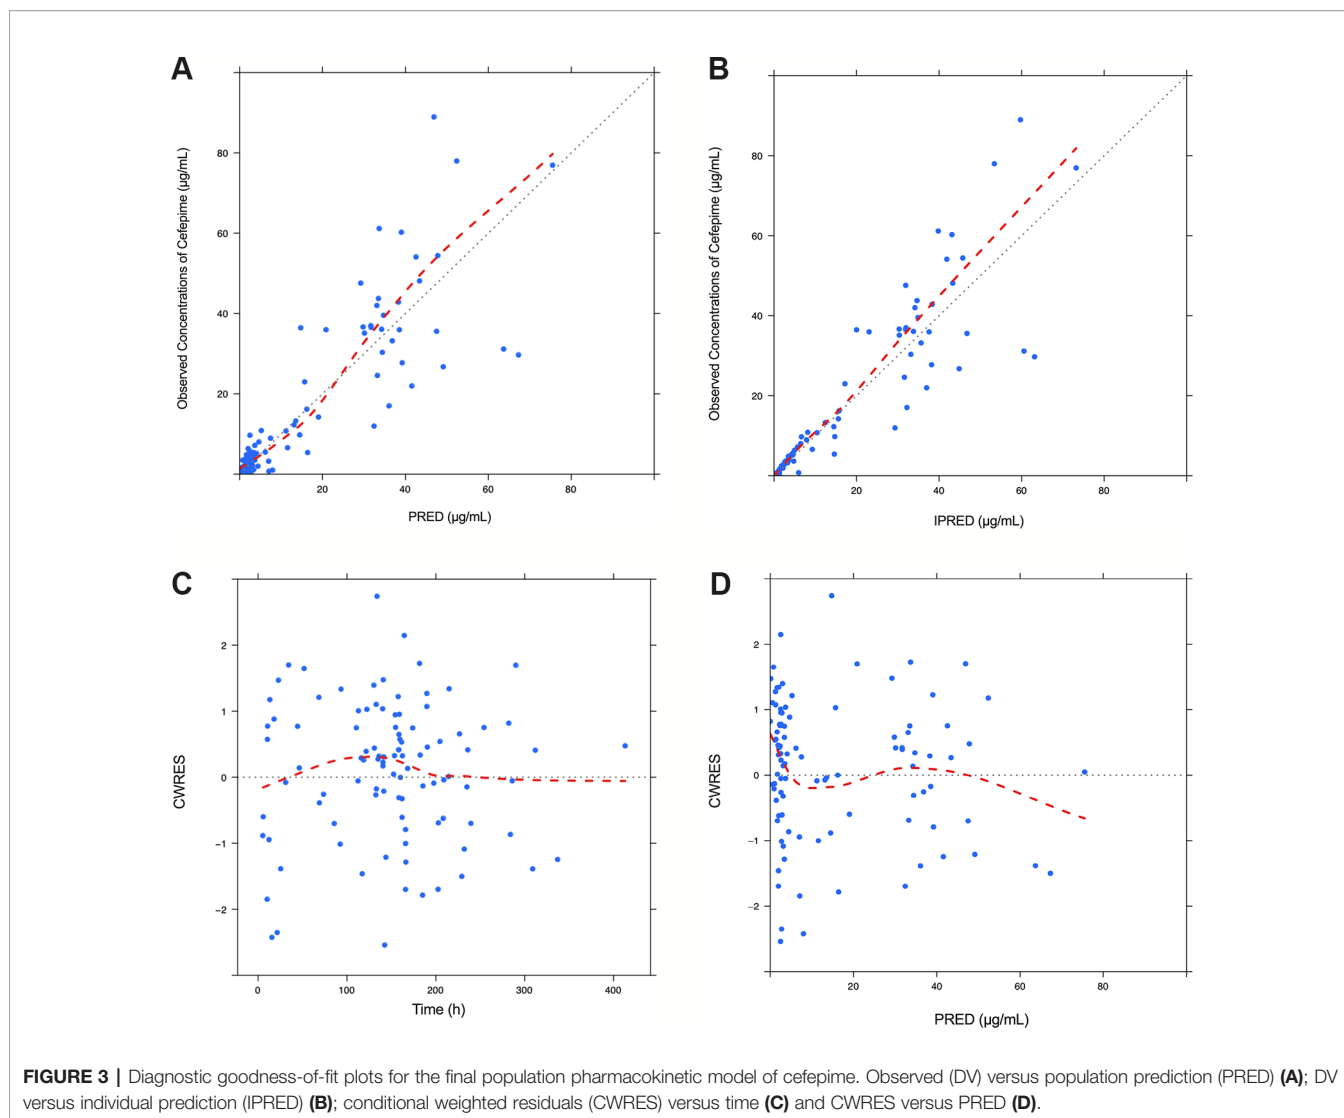 A
B
Observed Concentrations of Cefepime (µg/mL)
80
60
40
20
20 40 60 80
PRED (µg/mL)
Observed Concentrations of Cefepime (µg/mL)
80
60
40
20
20 40 60 80
IPRED (µg/mL)
C
D
CWRES
2
1
0
−1
−2
0 100 200 300 400
Time (h)
CWRES
2
1
0
−1
−2
20 40 60 80
PRED (µg/mL)
FIGURE 3 | Diagnostic goodness-of-fit plots for the final population pharmacokinetic model of cefepime. Observed (DV) versus population prediction (PRED) (A); DV
versus individual prediction (IPRED) (B); conditional weighted residuals (CWRES) versus time (C) and CWRES versus PRED (D).